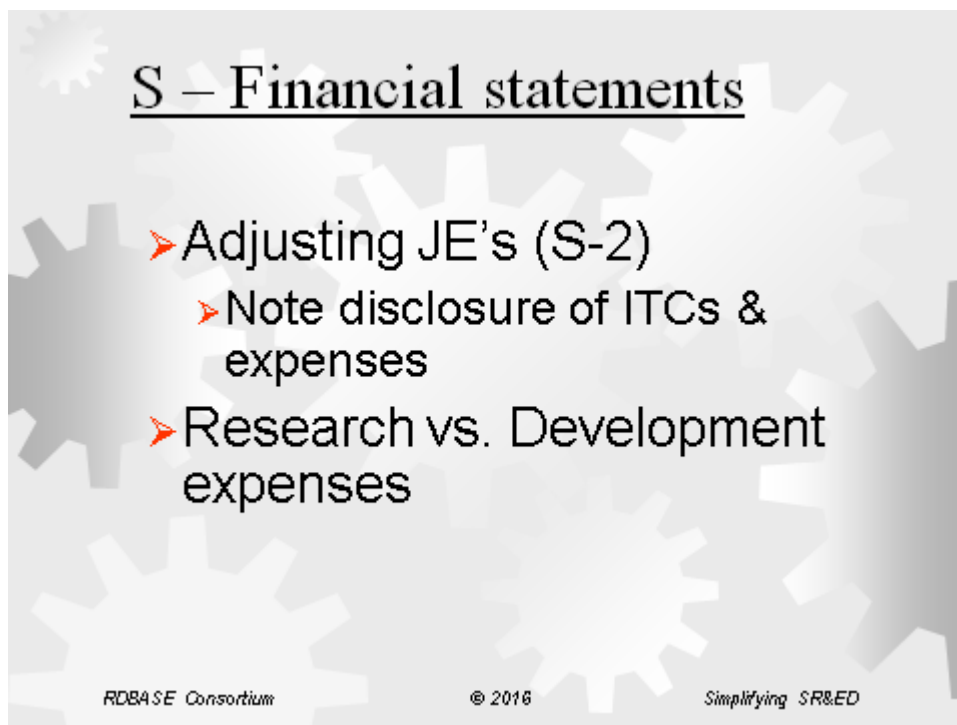 S – Financial statements
➢Adjusting JE's (S-2)
➢Note disclosure of ITCs &
expenses
➢Research vs. Development
expenses
RDBASE Consortium © 2016 Simplifying SR&ED